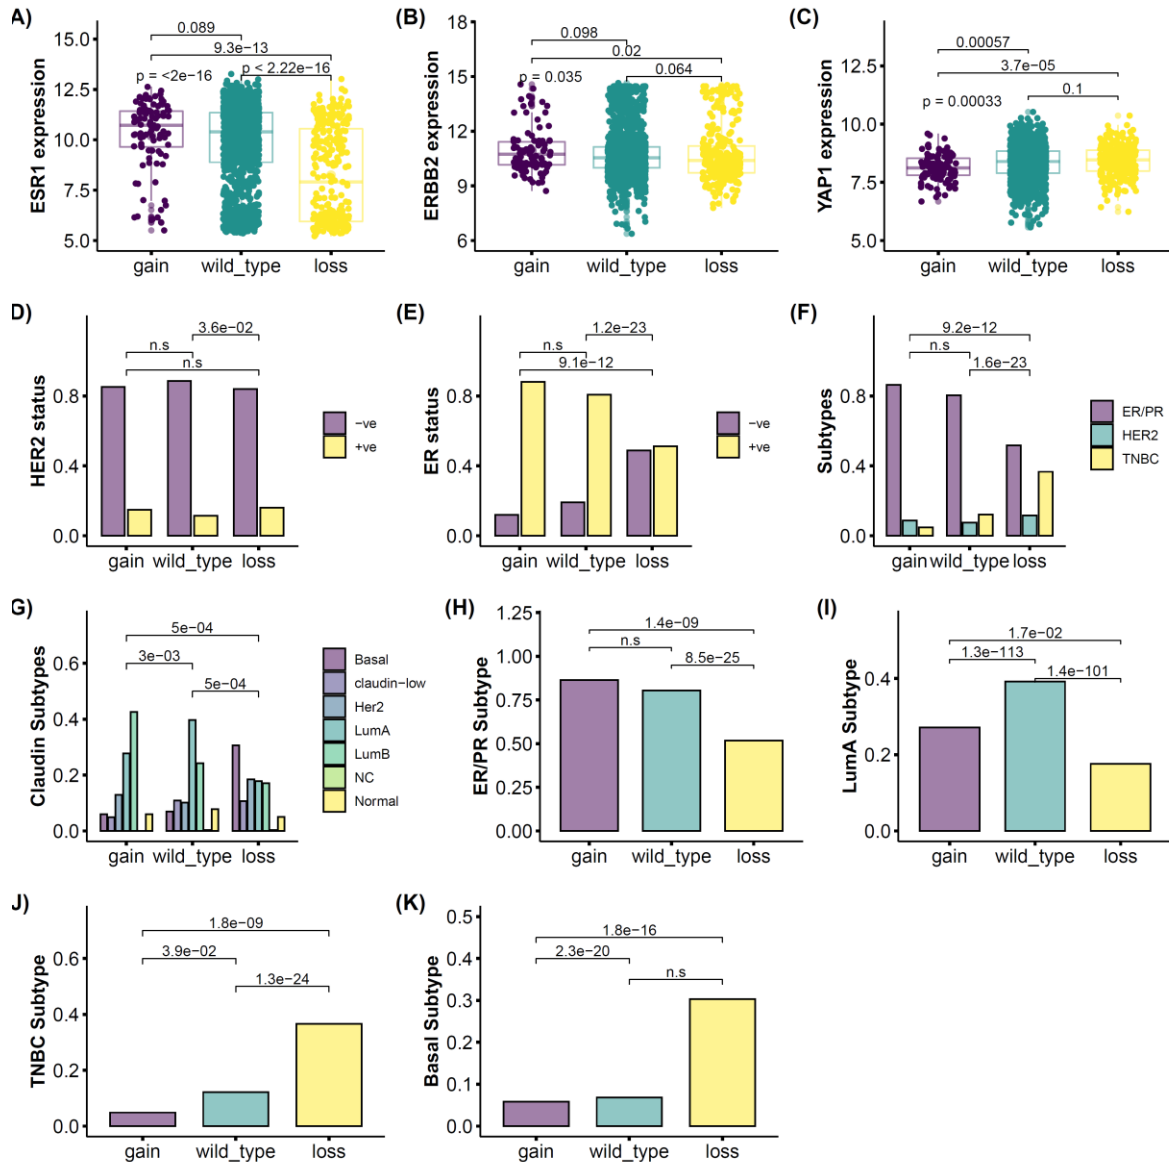 A)
ESR1 expression
15.0
12.5
10.0
7.5
5.0
0.089
9.3e−13
p = <2e−16
p < 2.22e−16
gain
wild_type
loss
(B)
ERBB2 expression
18
15
12
9
6
0.098
0.02
p = 0.035
0.064
gain
wild_type
loss
(C)
YAP1 expression
12.5
10.0
7.5
5.0
0.00057
3.7e−05
p = 0.00033
0.1
gain
wild_type
loss
D)
HER2 status
0.8
0.4
0.0
3.6e−02
n.s
n.s
gain
wild_type
loss
−ve
+ve
(E)
ER status
0.8
0.4
0.0
1.2e−23
n.s
9.1e−12
gain
wild_type
loss
−ve
+ve
(F)
Subtypes
0.8
0.4
0.0
9.2e−12
n.s
1.6e−23
gain
wild_type
loss
ER/PR
HER2
TNBC
G)
Claudin Subtypes
0.6
0.4
0.2
0.0
5e−04
3e−03
5e−04
gain
wild_type
loss
Basal
claudin−low
Her2
LumA
LumB
NC
Normal
(H)
ER/PR Subtype
1.25
1.00
0.75
0.50
0.25
0.00
1.4e−09
n.s
8.5e−25
gain
wild_type
loss
(I)
LumA Subtype
0.4
0.2
0.0
1.7e−02
1.3e−113
1.4e−101
gain
wild_type
loss
J)
TNBC Subtype
0.6
0.4
0.2
0.0
1.8e−09
3.9e−02
1.3e−24
gain
wild_type
loss
(K)
Basal Subtype
0.5
0.4
0.3
0.2
0.1
0.0
1.8e−16
2.3e−20
n.s
gain
wild_type
loss